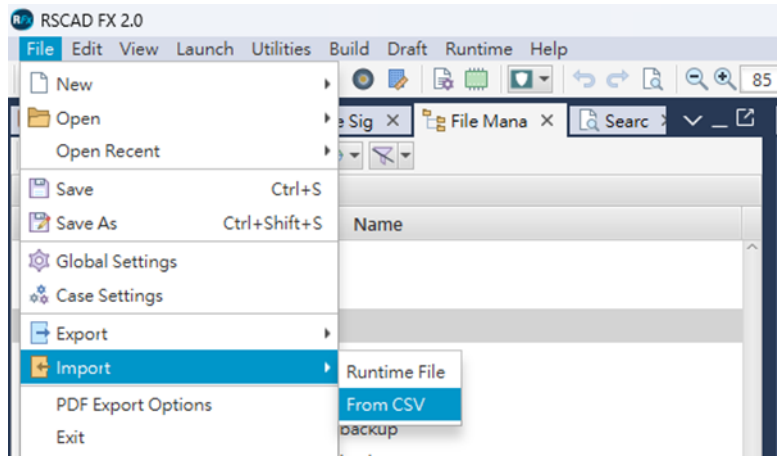 RFX RSCAD FX 2.0
File Edit View Launch Utilities Build Draft Runtime Help
New
85
Open
e Sig
File Mana
Searc
Open Recent
Save Ctrl+S
Save As Ctrl+Shift+S
Name
Global Settings
Case Settings
Export
Import
Runtime File
PDF Export Options
From CSV
Exit
backup